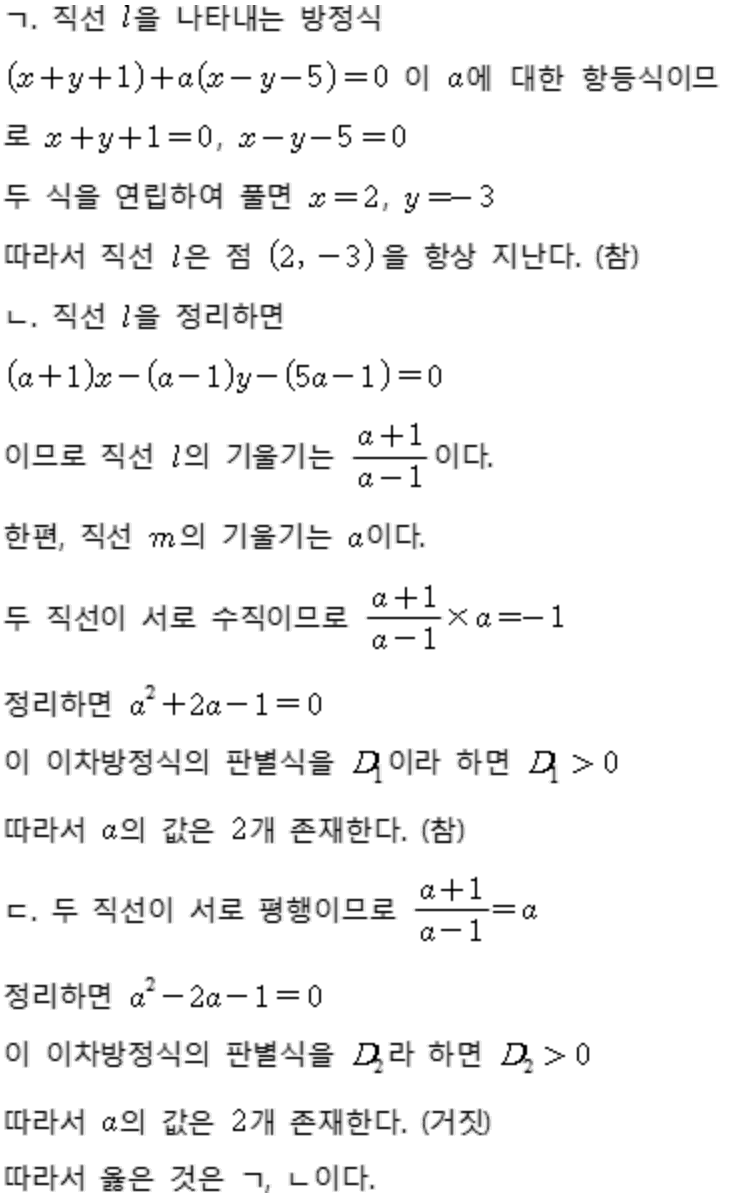 ㄱ. 직선 l을 나타내는 방정식
(x+y+1)+a(x-y-5)=0 이 a에 대한 항등식이므
로 x+y+1=0, x-y-5=0
두 식을 연립하여 풀면 x=2, y=-3
따라서 직선 l은 점 (2, -3)을 항상 지난다. (참)
ㄴ. 직선 l을 정리하면
(a+1)x-(a-1)y-(5a-1)=0
이므로 직선 l의 기울기는 \frac{a+1}{a-1}이다.
한편, 직선 m의 기울기는 a이다.
두 직선이 서로 수직이므로 \frac{a+1}{a-1}×a=-1
정리하면 a²+2a-1=0
이 이차방정식의 판별식을 D₁이라 하면 D₁>0
따라서 a의 값은 2개 존재한다. (참)
ㄷ. 두 직선이 서로 평행이므로 \frac{a+1}{a-1}=a
정리하면 a²-2a-1=0
이 이차방정식의 판별식을 D₂라 하면 D₂>0
따라서 a의 값은 2개 존재한다. (거짓)
따라서 옳은 것은 ㄱ, ㄴ이다.